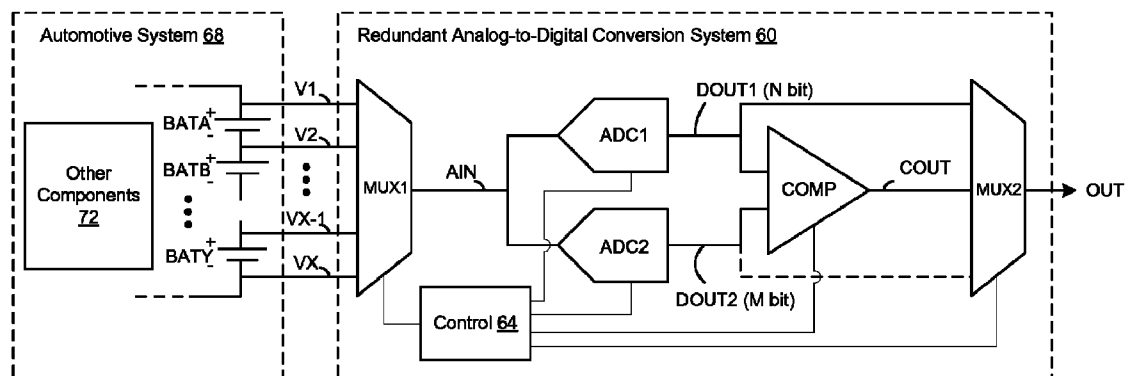 Automotive System 68
Redundant Analog-to-Digital Conversion System 60
V1
BATA
+
-
V2
BATB
+
-
Other
Components
72
VX-1
BATY
+
-
VX
MUX1
AIN
ADC1
ADC2
DOUT1 (N bit)
DOUT2 (M bit)
COMP
COUT
MUX2
OUT
Control 64